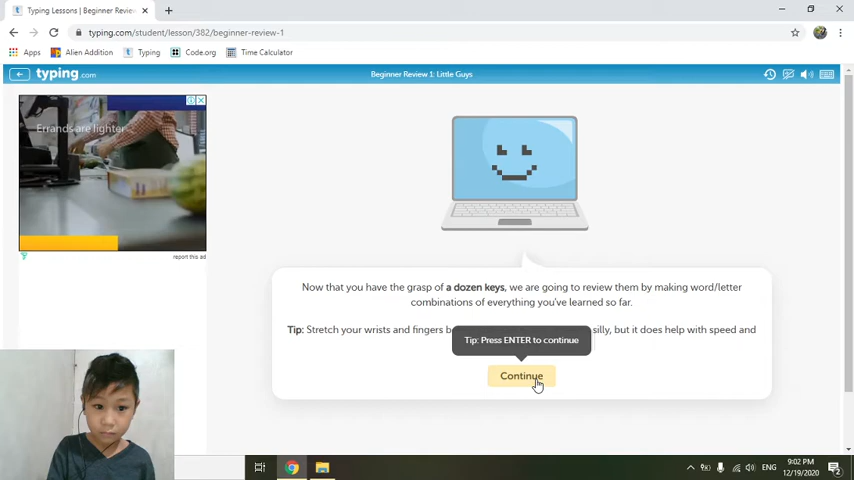 Typing Lessons | Beginner Review
typing.com/student/lesson/382/beginner-review-1
Apps Alien Addition Typing Code.org Time Calculator
typing.com Beginner Review 1: Little Guys
Errands are lighter
report this ad
Now that you have the grasp of a dozen keys, we are going to review them by making word/letter
combinations of everything you've learned so far.
Tip: Stretch your wrists and fingers silly, but it does help with speed and
Tip: Press ENTER to continue
Continue
ENG
9:02 PM
12/19/2020
2